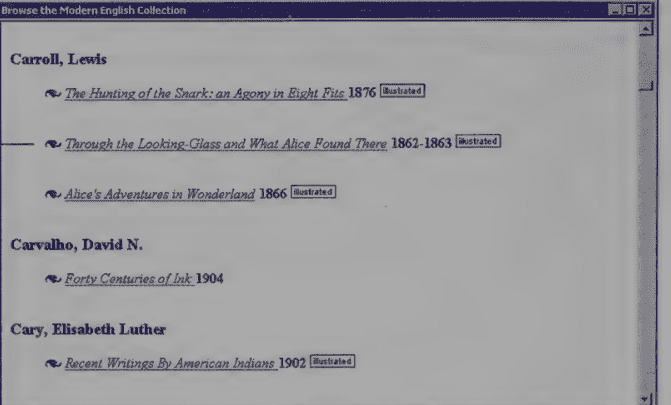 Browse the Modern English Collection
Carroll, Lewis
The Hunting of the Snark: an Agony in Eight Fits 1876 illustrated
Through the Looking-Glass and What Alice Found There 1862-1863 illustrated
Alice's Adventures in Wonderland 1866 illustrated
Carvalho, David N.
Forty Centuries of Ink 1904
Cary, Elisabeth Luther
Recent Writings By American Indians 1902 illustrated